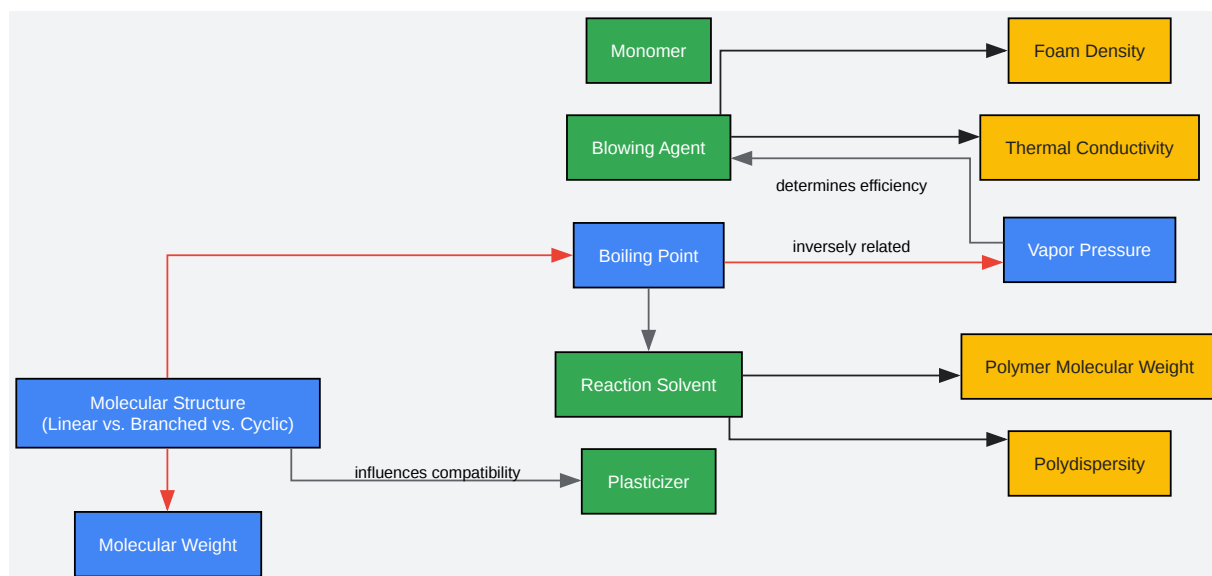 Monomer
Foam Density
Blowing Agent
Thermal Conductivity
determines efficiency
Boiling Point
inversely related
Vapor Pressure
Reaction Solvent
Polymer Molecular Weight
Molecular Structure
(Linear vs. Branched vs. Cyclic)
influences compatibility
Plasticizer
Polydispersity
Molecular Weight